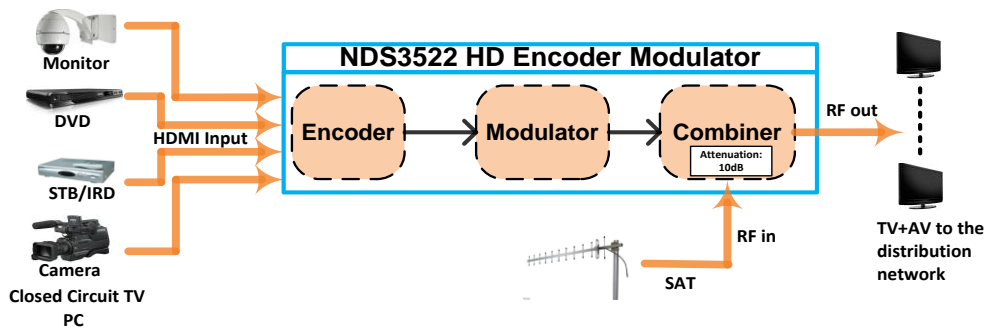 NDS3522 HD Encoder Modulator
Monitor
DVD
HDMI Input
STB/IRD
Camera
Closed Circuit TV
PC
Encoder
Modulator
Combiner
Attenuation:
10dB
RF in
SAT
RF out
TV+AV to the
distribution
network